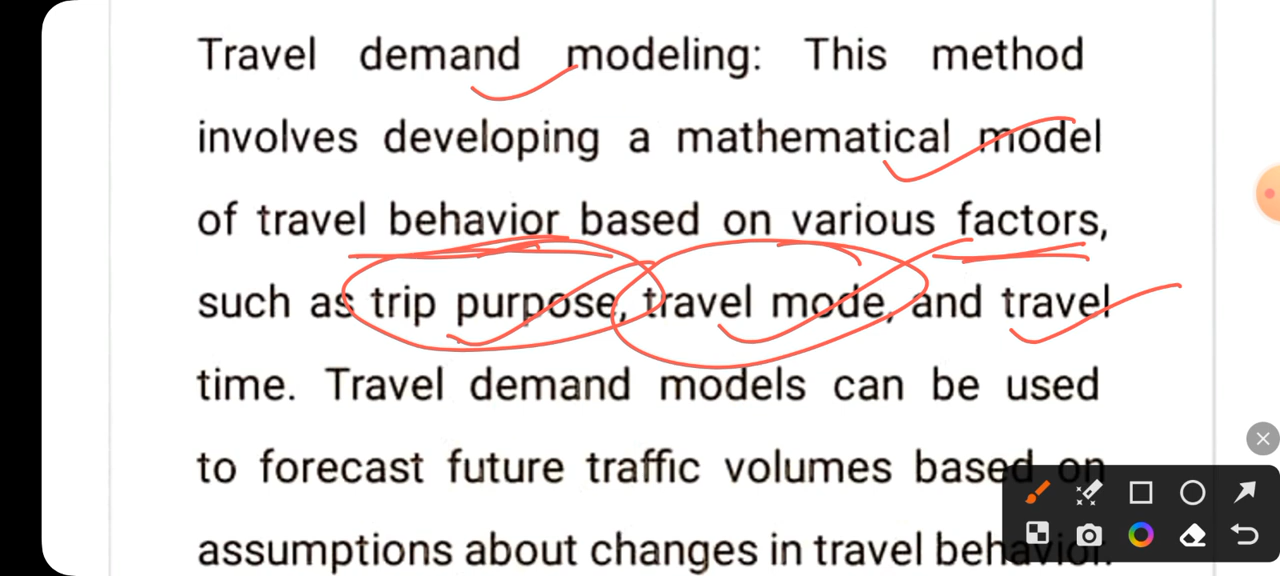 Travel demand modeling: This method
involves developing a mathematical model
of travel behavior based on various factors,
such as trip purpose, travel mode, and travel
time. Travel demand models can be used
to forecast future traffic volumes based on
assumptions about changes in travel behavior.